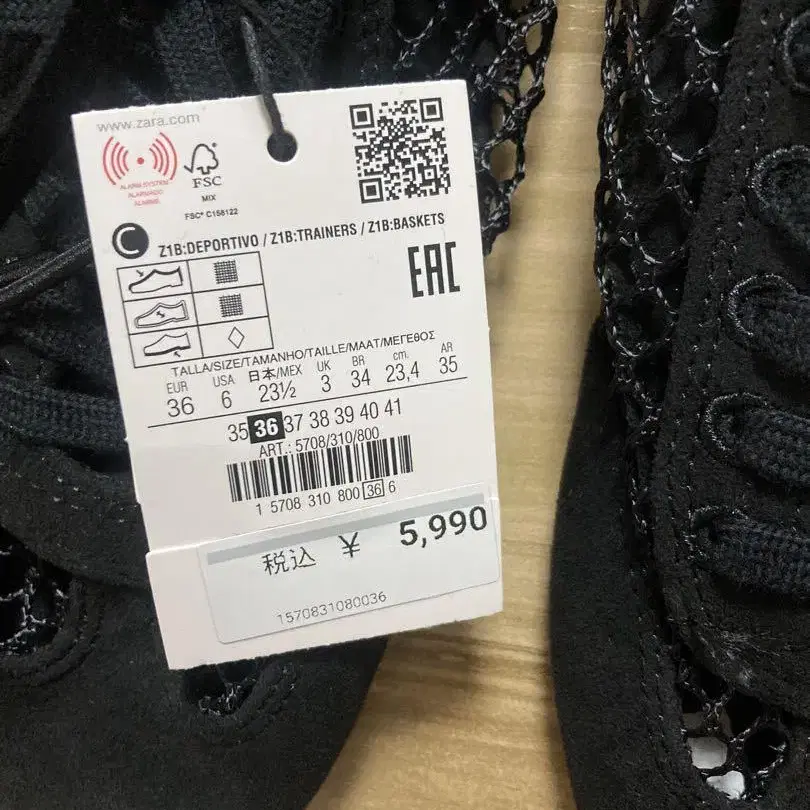 www.zara.com
ALARM SYSTEM
ALARMADO
ALARME
FSC
MIX
FSC® C158122
C
Z1B:DEPORTIVO / Z1B:TRAINERS / Z1B:BASKETS
EAC
TALLA/SIZE/TAMANHO/TAILLE/MAAT/ΜΕΓΕΘΟΣ
EUR USA 日本/MEX UK BR cm. AR
36 6 23½ 3 34 23,4 35
35 36 37 38 39 40 41
ART.: 5708/310/800
1 5708 310 800 36 6
税込 ¥ 5,990
1570831080036